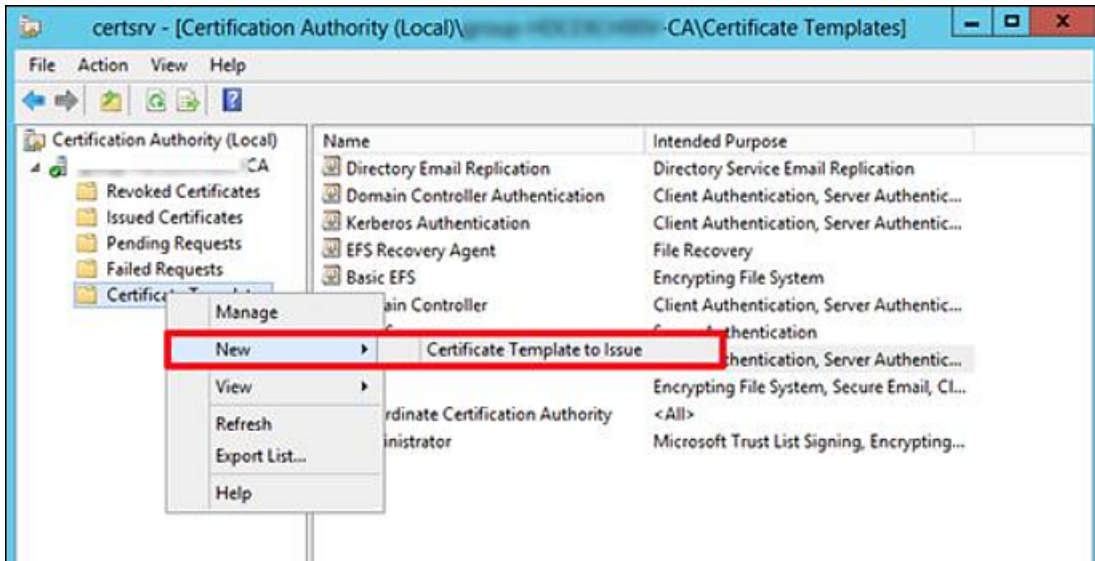 certsrv - [Certification Authority (Local)\ -CA\Certificate Templates]
File Action View Help
Certification Authority (Local)
CA
Revoked Certificates
Issued Certificates
Pending Requests
Failed Requests
Manage
New
Certificate Template to Issue
View
Refresh
Export List...
Help
Name Intended Purpose
Directory Email Replication Directory Service Email Replication
Domain Controller Authentication Client Authentication, Server Authentic...
Kerberos Authentication Client Authentication, Server Authentic...
EFS Recovery Agent File Recovery
Basic EFS Encrypting File System
ain Controller Client Authentication, Server Authentic...
thentication
thentication, Server Authentic...
Encrypting File System, Secure Email, Cl...
rdinate Certification Authority <All>
inistrator Microsoft Trust List Signing, Encrypting...